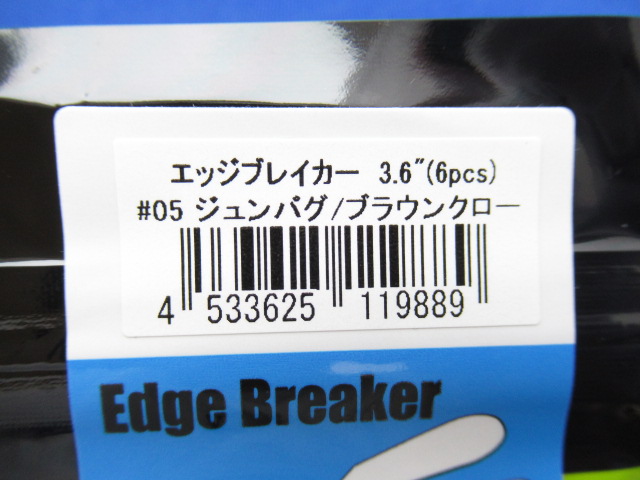 エッジブレイカー 3.6"(6pcs)
#05 ジュンバグ/ブラウンクロー
4 533625 119889
Edge Breaker